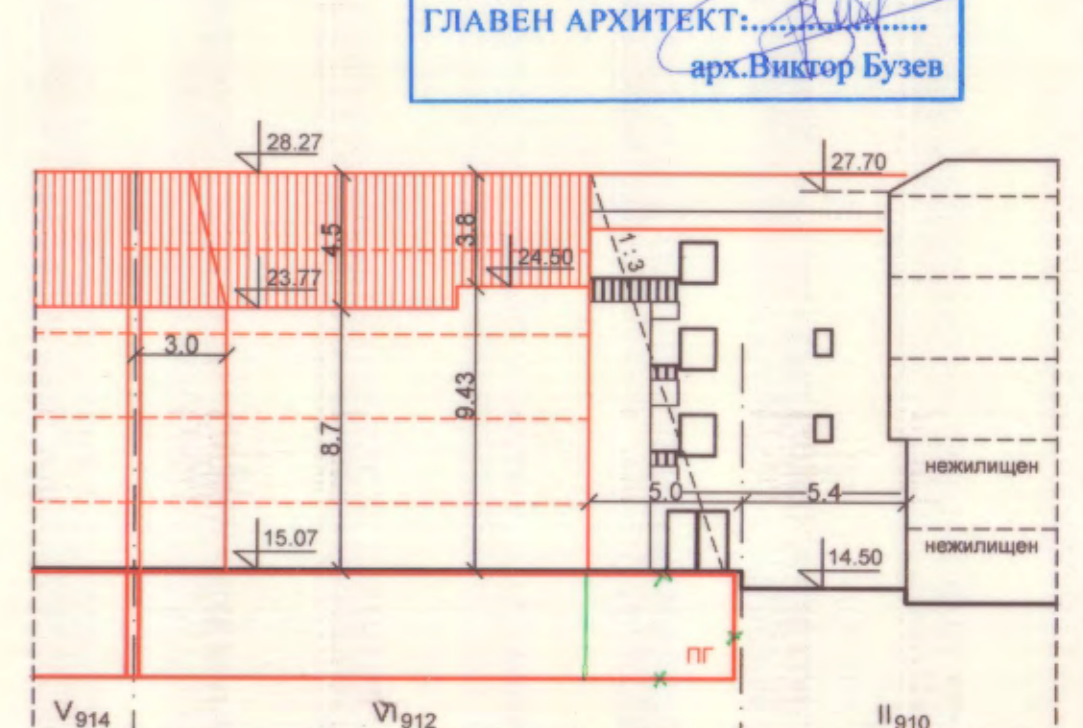 ГЛАВЕН АРХИТЕКТ:....................
арх.Виктор Бузев
28.27
27.70
4.5
3.8
1:3
24.50
23.77
3.0
8.7
9.43
нежилищен
5.0
5.4
15.07
нежилищен
14.50
ПГ
V914
VI912
II910